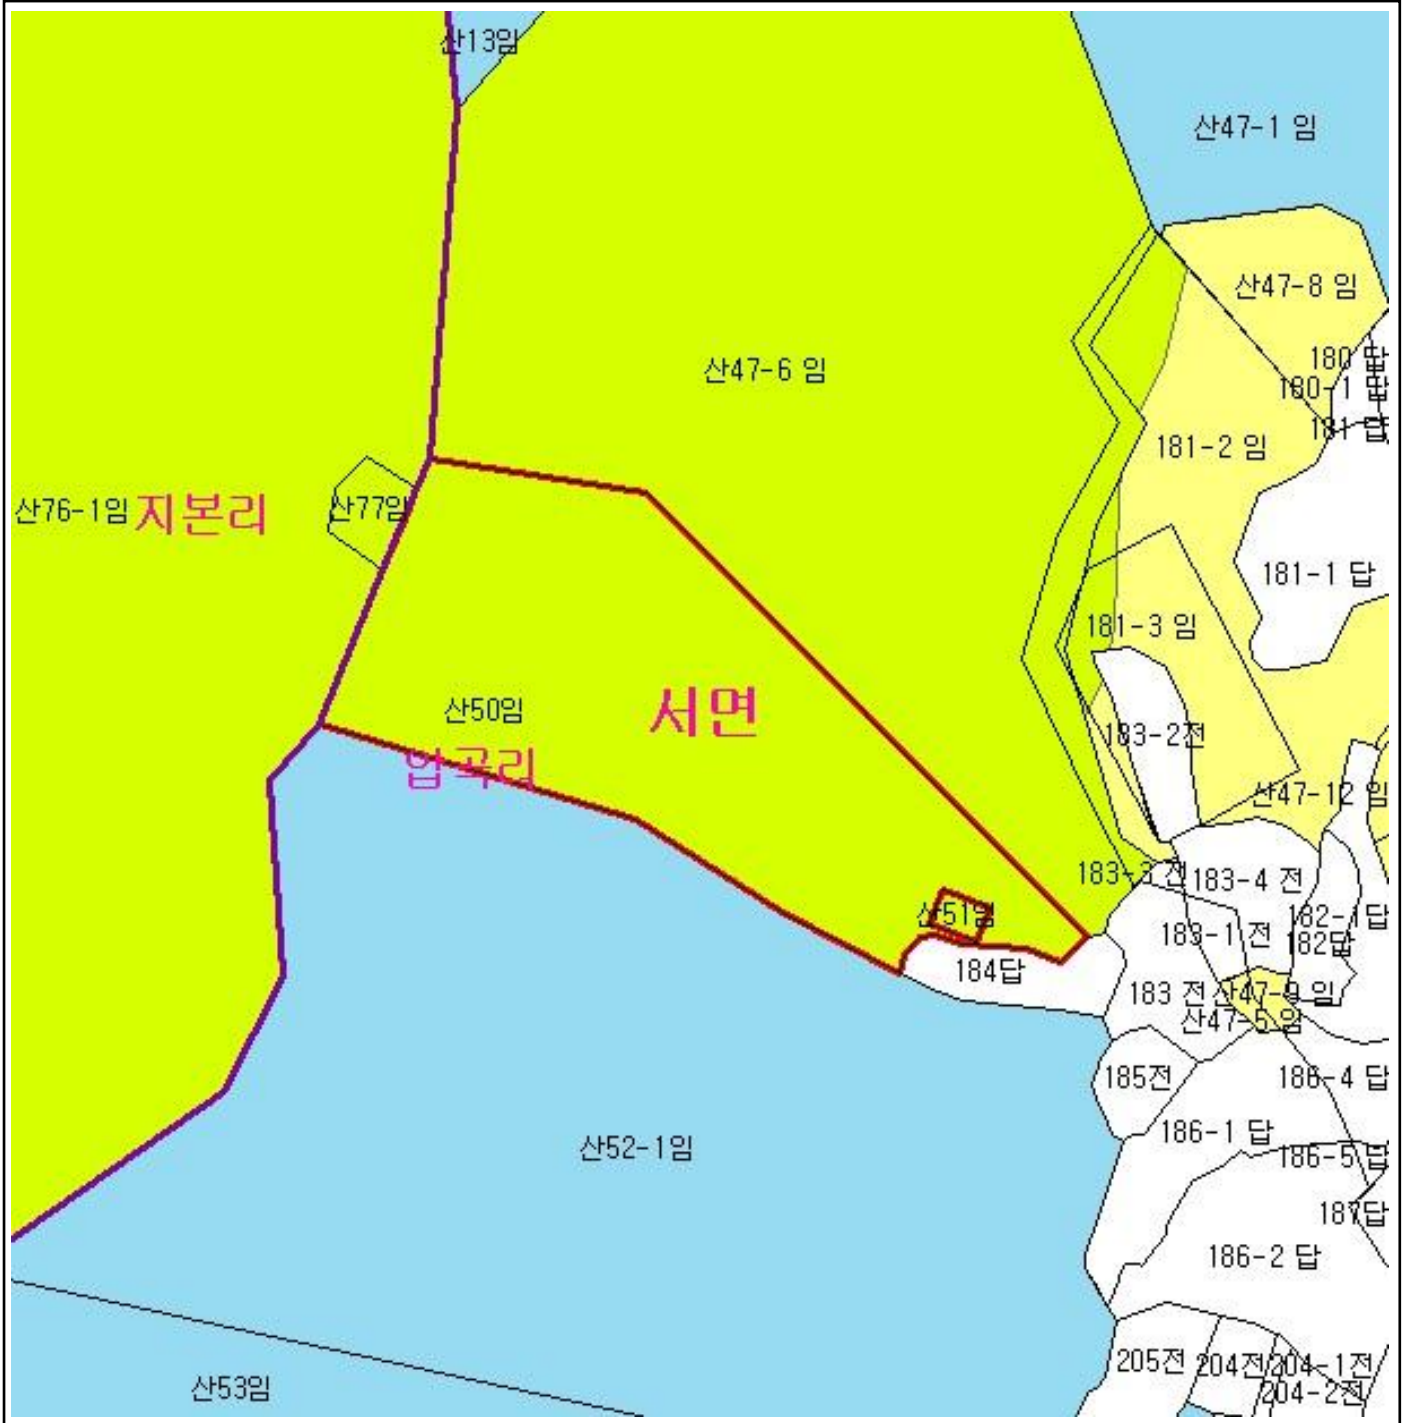 산13임
산47-1 임
산47-8 임
180 답
산47-6 임
180-1 답
181 답
181-2 임
산76-1임
지본리
산77임
181-1 답
181-3 임
산50임
서면
183-2전
압곡리
산47-12 임
183-3 전
183-4 전
산51임
182-1답
183-1 전
182답
184답
183 전
산47-9 임
산47-5 임
185전
186-4 답
186-1 답
산52-1임
186-5 답
187답
186-2 답
205전
204전
204-1전
산53임
204-2전